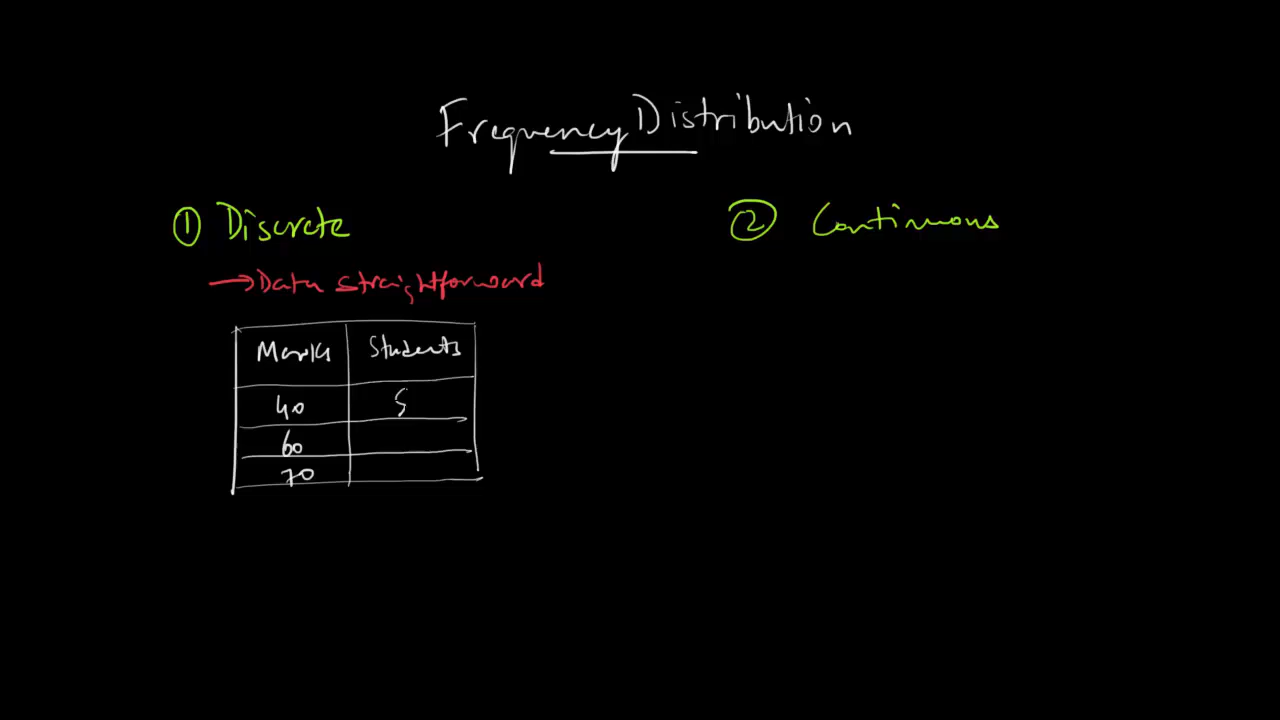 Frequency Distribution
① Discrete
② Continuous
→ Data straightforward
Marks Students
40 5
60
70